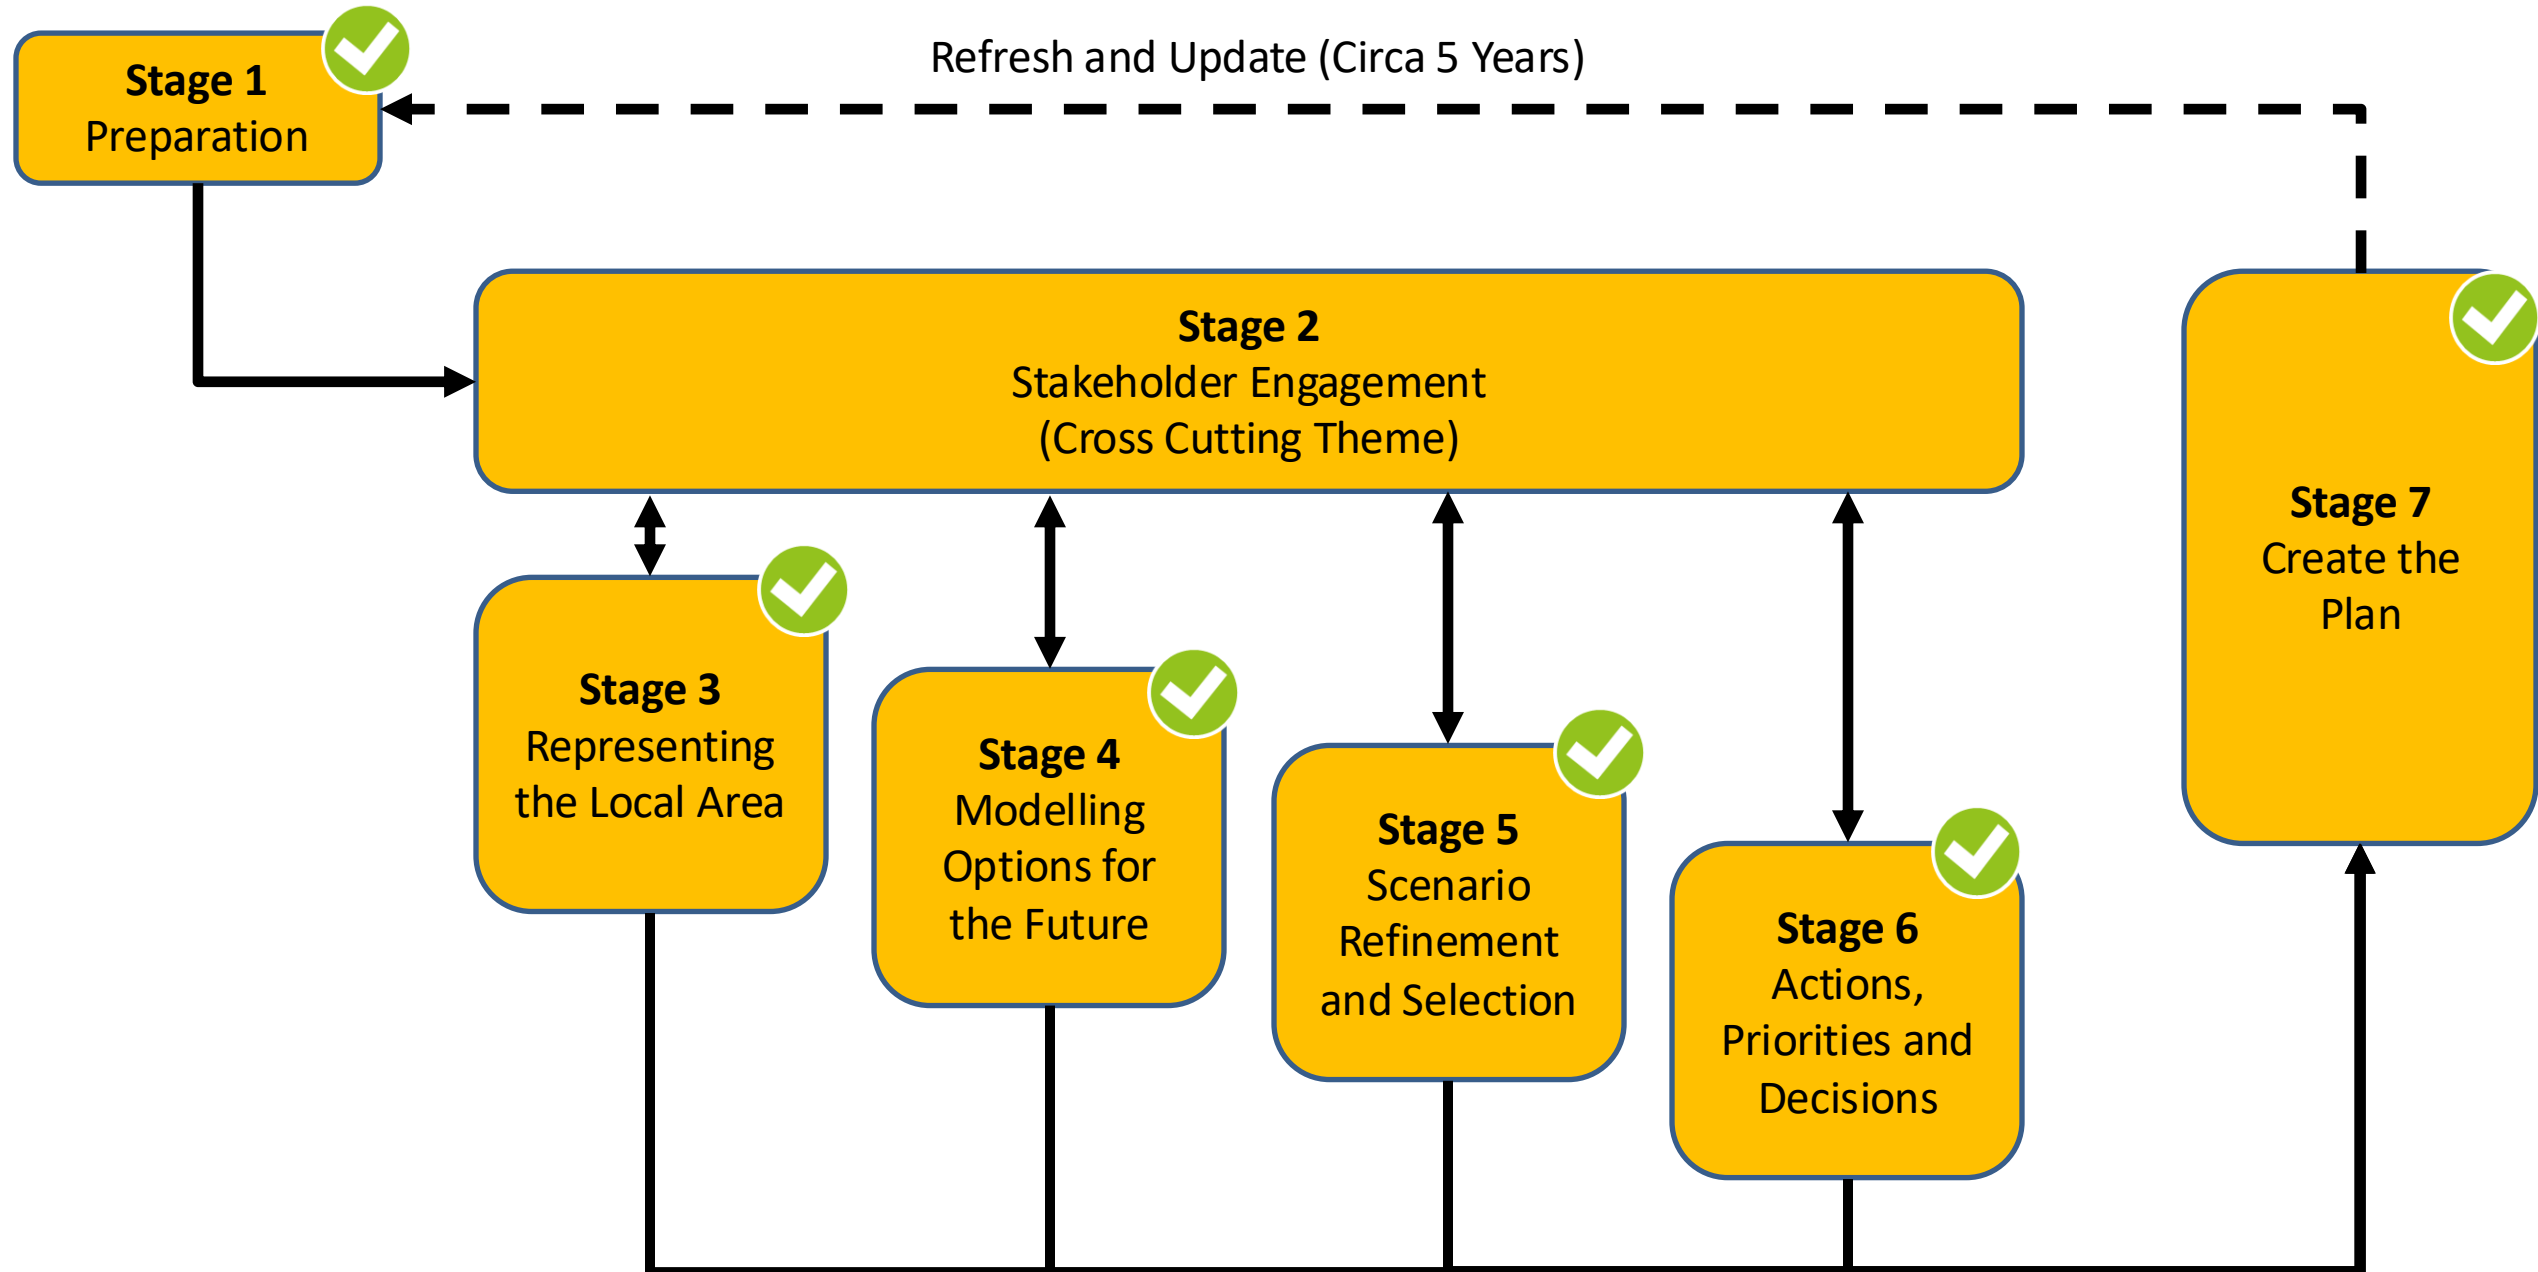 Stage 1
Preparation
Refresh and Update (Circa 5 Years)
Stage 2
Stakeholder Engagement
(Cross Cutting Theme)
Stage 3
Representing
the Local Area
Stage 4
Modelling
Options for
the Future
Stage 5
Scenario
Refinement
and Selection
Stage 6
Actions,
Priorities and
Decisions
Stage 7
Create the
Plan